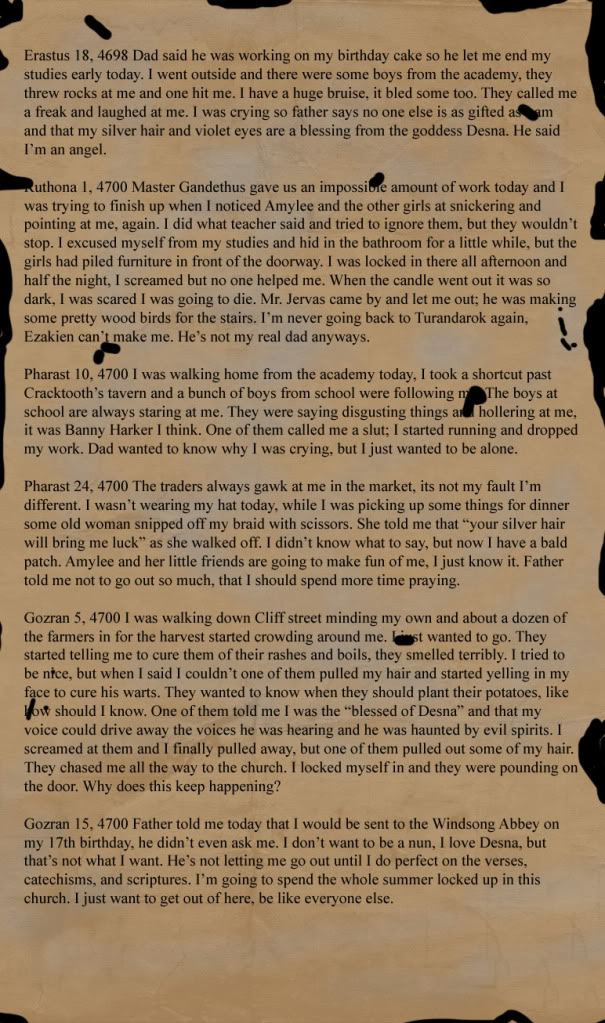 Erastus 18, 4698 Dad said he was working on my birthday cake so he let me end my
studies early today. I went outside and there were some boys from the academy, they
threw rocks at me and one hit me. I have a huge bruise, it bled some too. They called me
a freak and laughed at me. I was crying so father says no one else is as gifted as am
and that my silver hair and violet eyes are a blessing from the goddess Desna. He said
I'm an angel.
Kuthona 1, 4700 Master Gandethus gave us an impossible amount of work today and I
was trying to finish up when I noticed Amylee and the other girls at snickering and
pointing at me, again. I did what teacher said and tried to ignore them, but they wouldn't
stop. I excused myself from my studies and hid in the bathroom for a little while, but the
girls had piled furniture in front of the doorway. I was locked in there all afternoon and
half the night, I screamed but no one helped me. When the candle went out it was so
dark, I was scared I was going to die. Mr. Jervas came by and let me out; he was making
some pretty wood birds for the stairs. I'm never going back to Turandarok again,
Ezakien can't make me. He's not my real dad anyways.
Pharast 10, 4700 I was walking home from the academy today, I took a shortcut past
Cracktooth's tavern and a bunch of boys from school were following The boys at
school are always staring at me. They were saying disgusting things and hollering at me,
it was Banny Harker I think. One of them called me a slut; I started running and dropped
my work. Dad wanted to know why I was crying, but I just wanted to be alone.
Pharast 24, 4700 The traders always gawk at me in the market, its not my fault I'm
different. I wasn't wearing my hat today, while I was picking up some things for dinner
some old woman snipped off my braid with scissors. She told me that “your silver hair
will bring me luck” as she walked off. I didn't know what to say, but now I have a bald
patch. Amylee and her little friends are going to make fun of me, I just know it. Father
told me not to go out so much, that I should spend more time praying.
Gozran 5, 4700 I was walking down Cliff street minding my own and about a dozen of
the farmers in for the harvest started crowding around me. I just wanted to go. They
started telling me to cure them of their rashes and boils, they smelled terribly. I tried to
be nice, but when I said I couldn't one of them pulled my hair and started yelling in my
face to cure his warts. They wanted to know when they should plant their potatoes, like
how should I know. One of them told me I was the “blessed of Desna” and that my
voice could drive away the voices he was hearing and he was haunted by evil spirits. I
screamed at them and I finally pulled away, but one of them pulled out some of my hair.
They chased me all the way to the church. I locked myself in and they were pounding on
the door. Why does this keep happening?
Gozran 15, 4700 Father told me today that I would be sent to the Windsong Abbey on
my 17th birthday, he didn't even ask me. I don't want to be a nun, I love Desna, but
that's not what I want. He's not letting me go out until I do perfect on the verses,
catechisms, and scriptures. I'm going to spend the whole summer locked up in this
church. I just want to get out of here, be like everyone else.